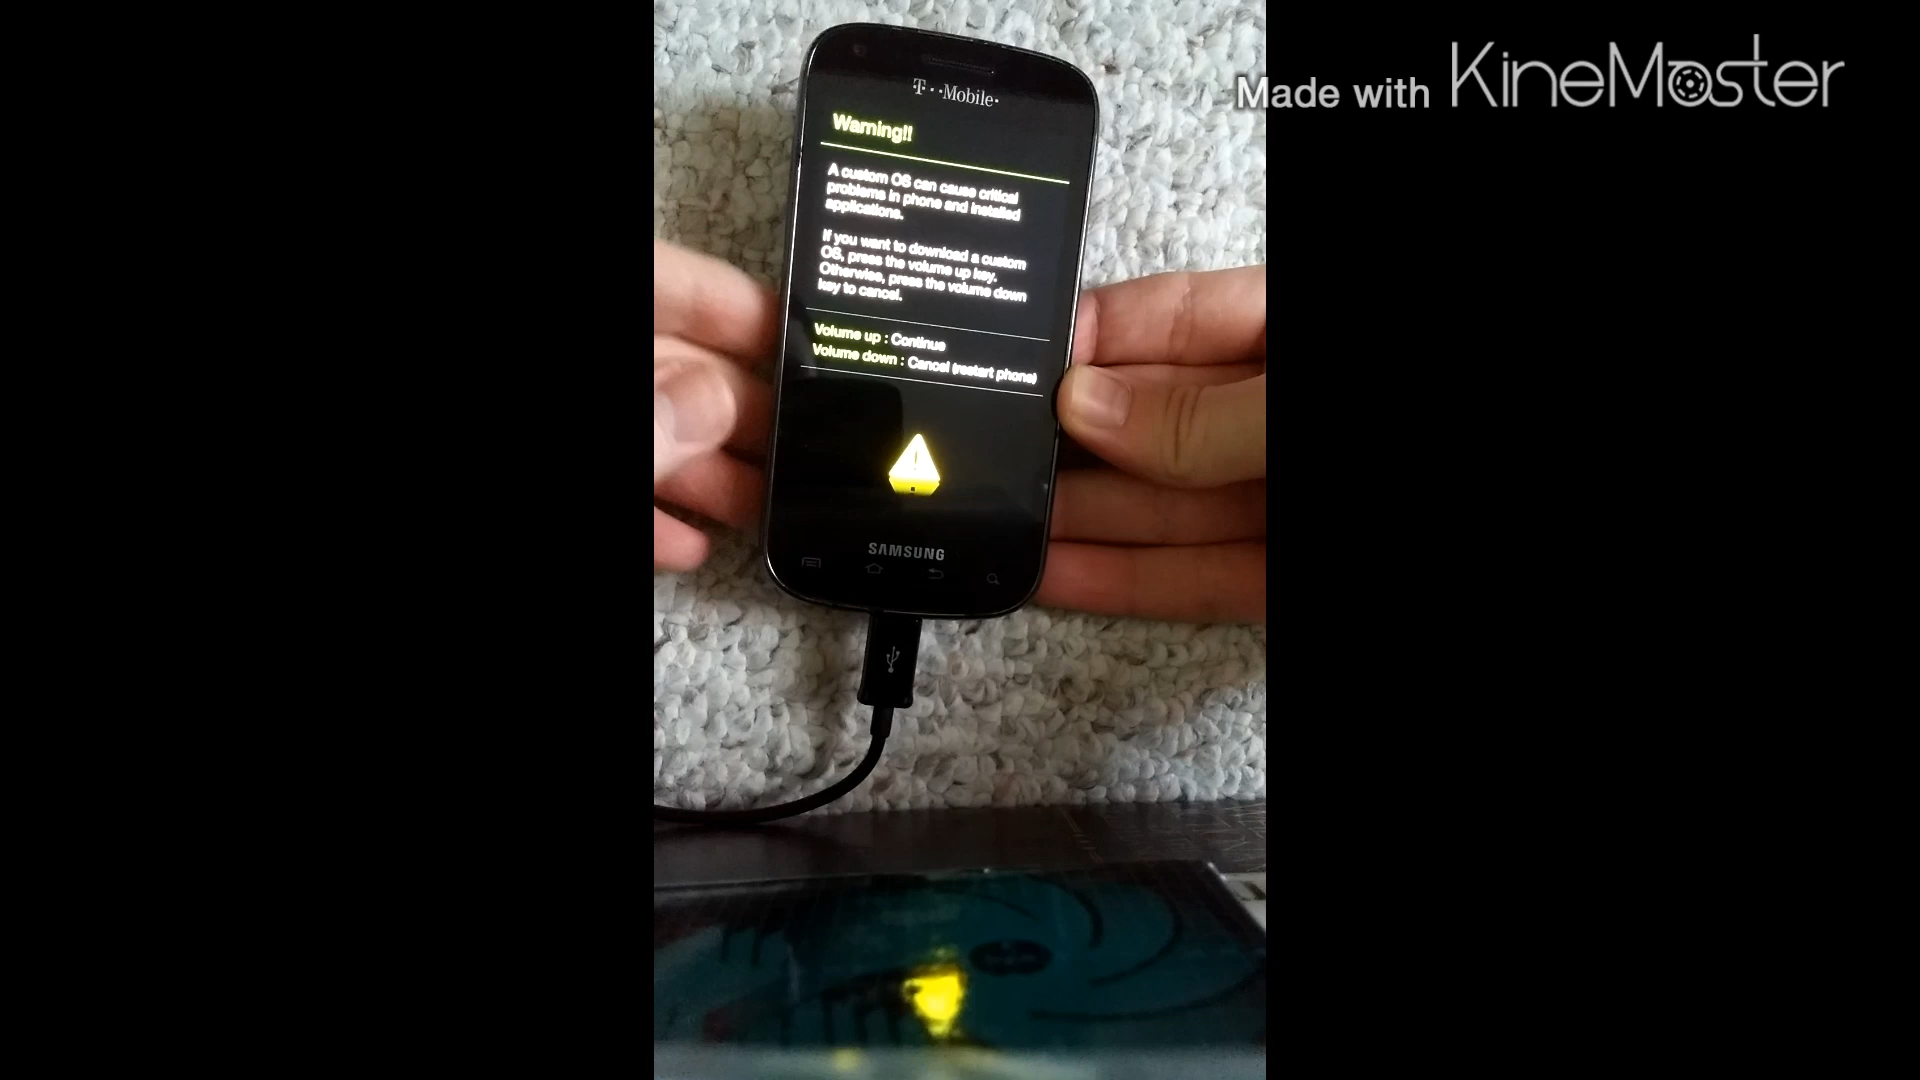 Made with KineMaster
T··Mobile·
Warning!!
A custom OS can cause critical
problems in phone and installed
applications.
If you want to download a custom
OS, press the volume up key.
Otherwise, press the volume down
key to cancel.
Volume up : Continue
Volume down : Cancel (restart phone)
SAMSUNG